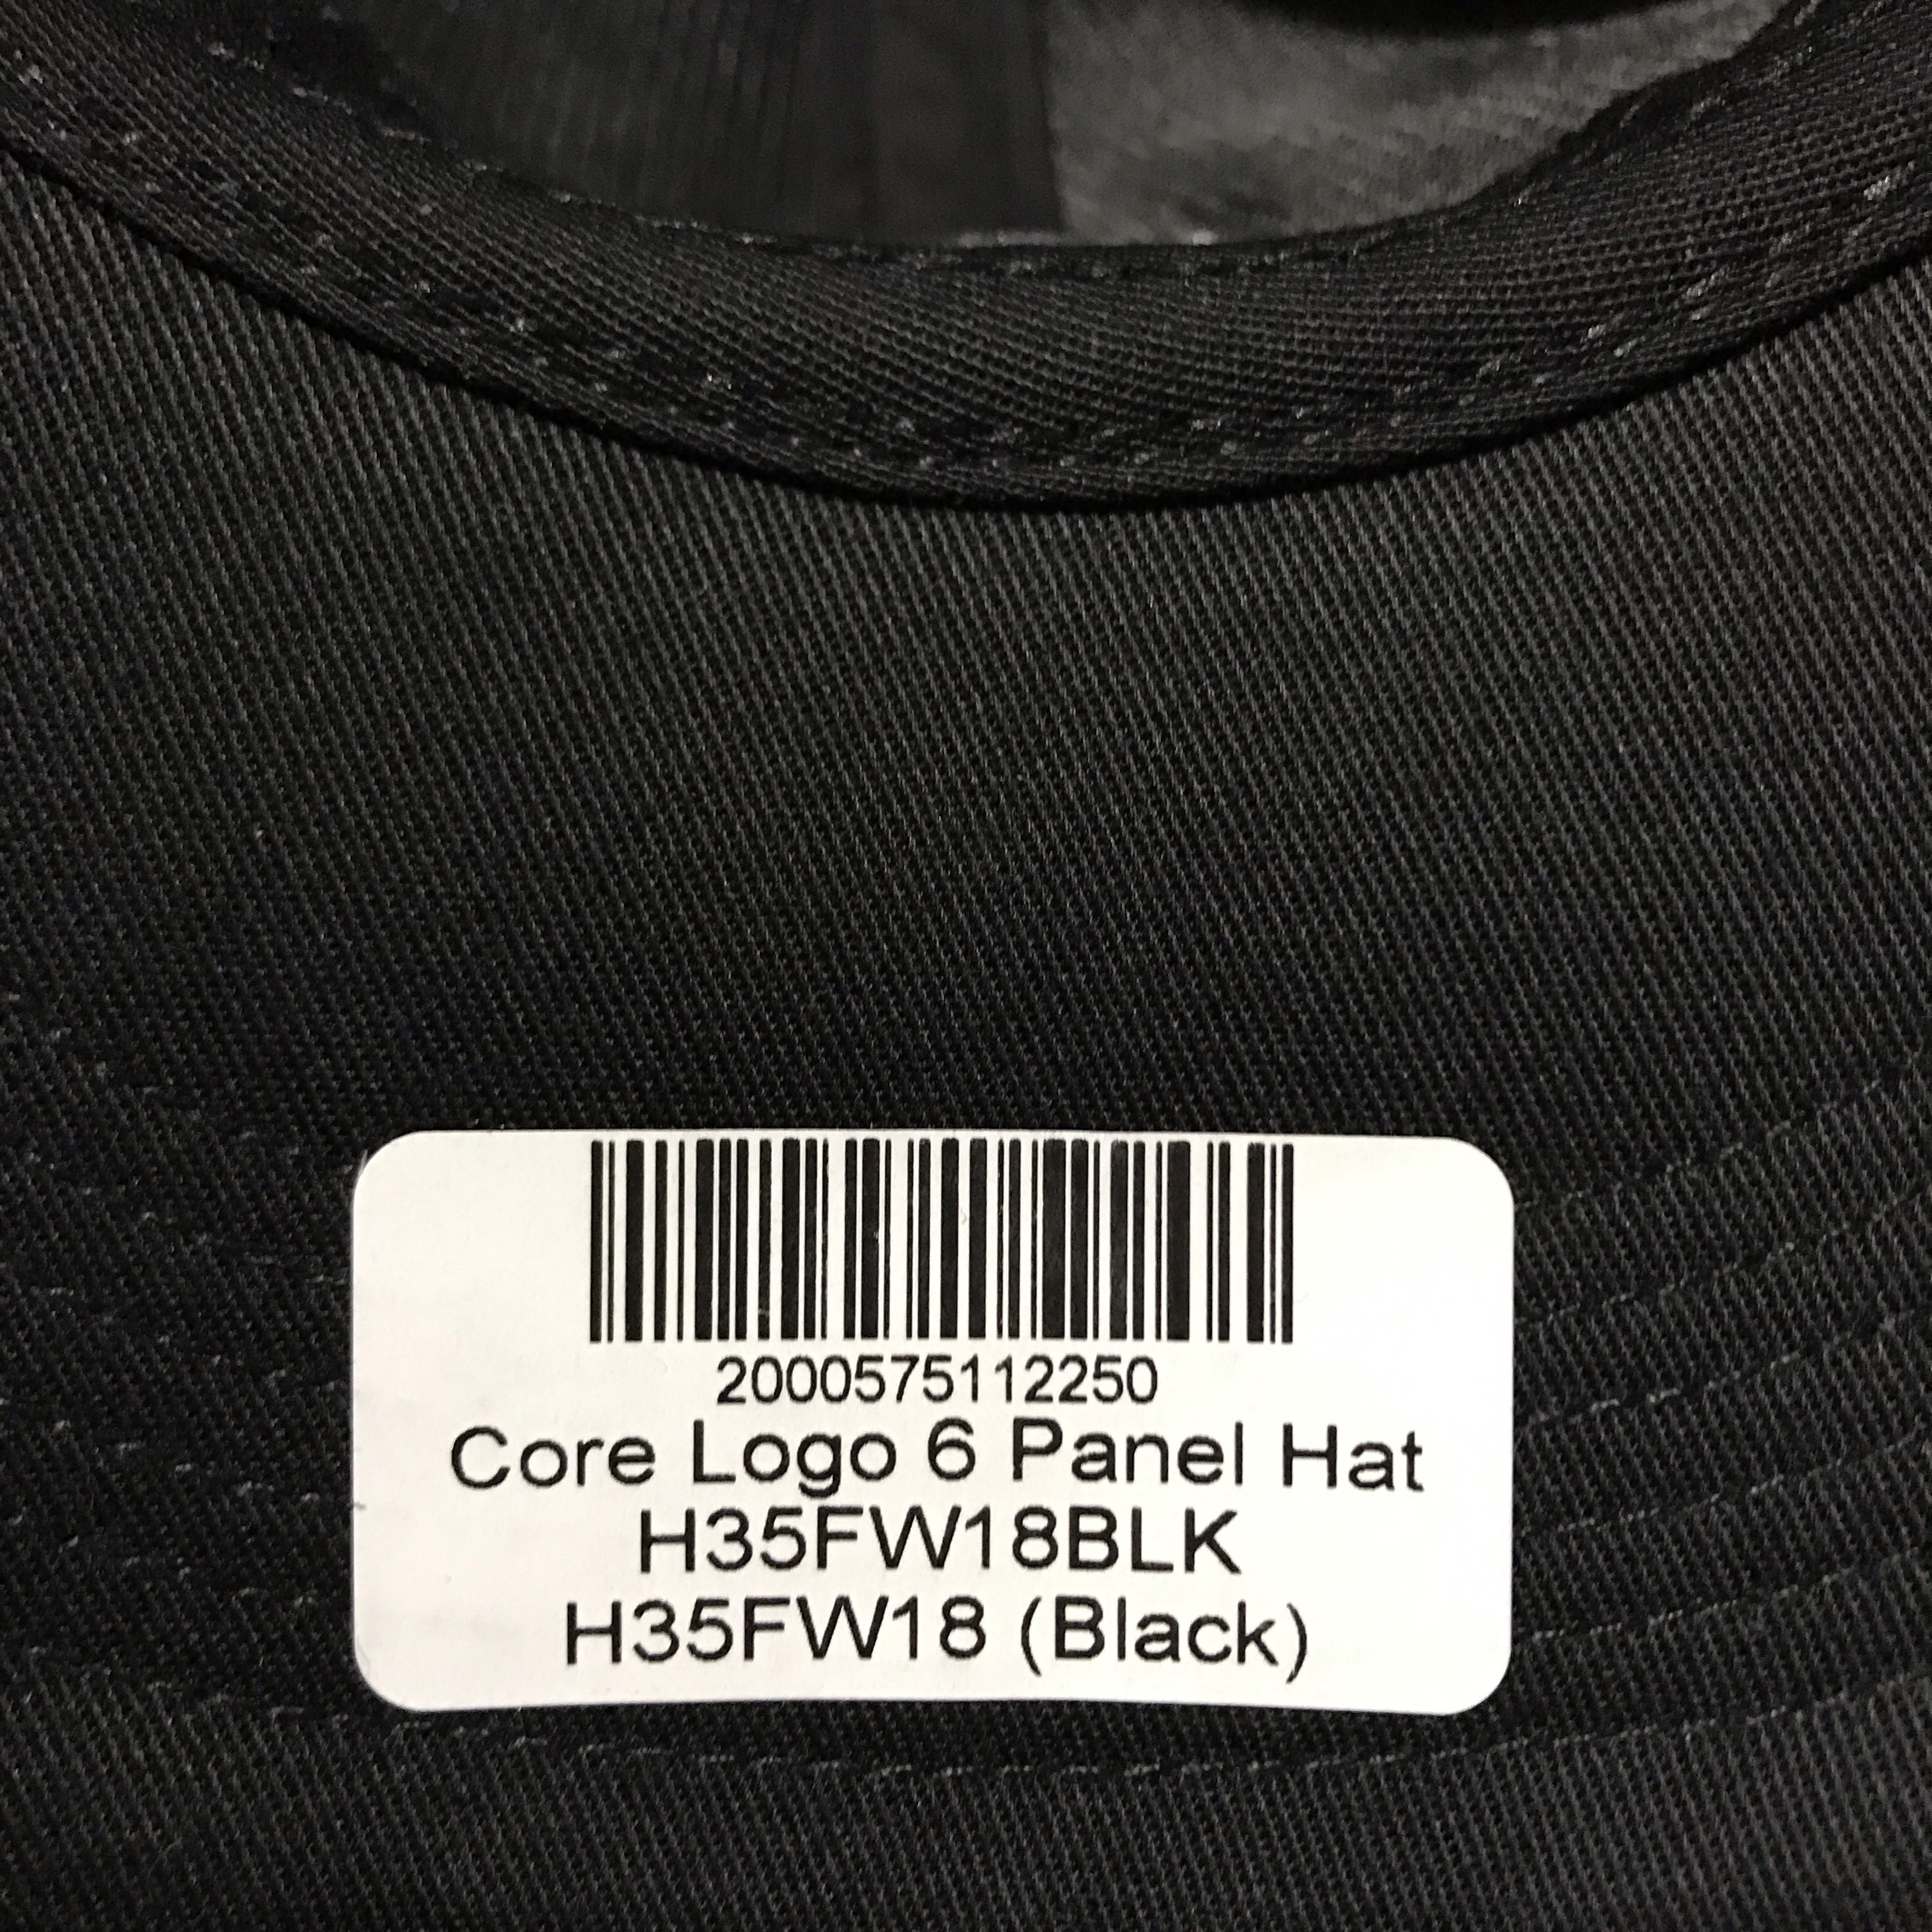 2000575112250
Core Logo 6 Panel Hat
H35FW18BLK
H35FW18 (Black)